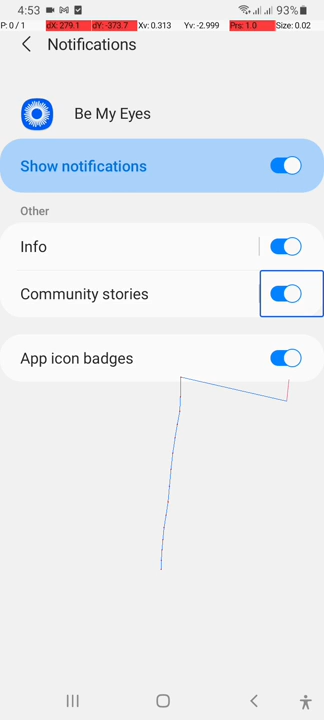 4:53 93%
P: 0 / 1 dX: 279.1 dY: -373.7 Xv: 0.313 Yv: -2.999 Prs: 1.0 Size: 0.02
Notifications
Be My Eyes
Show notifications
Other
Info
Community stories
App icon badges